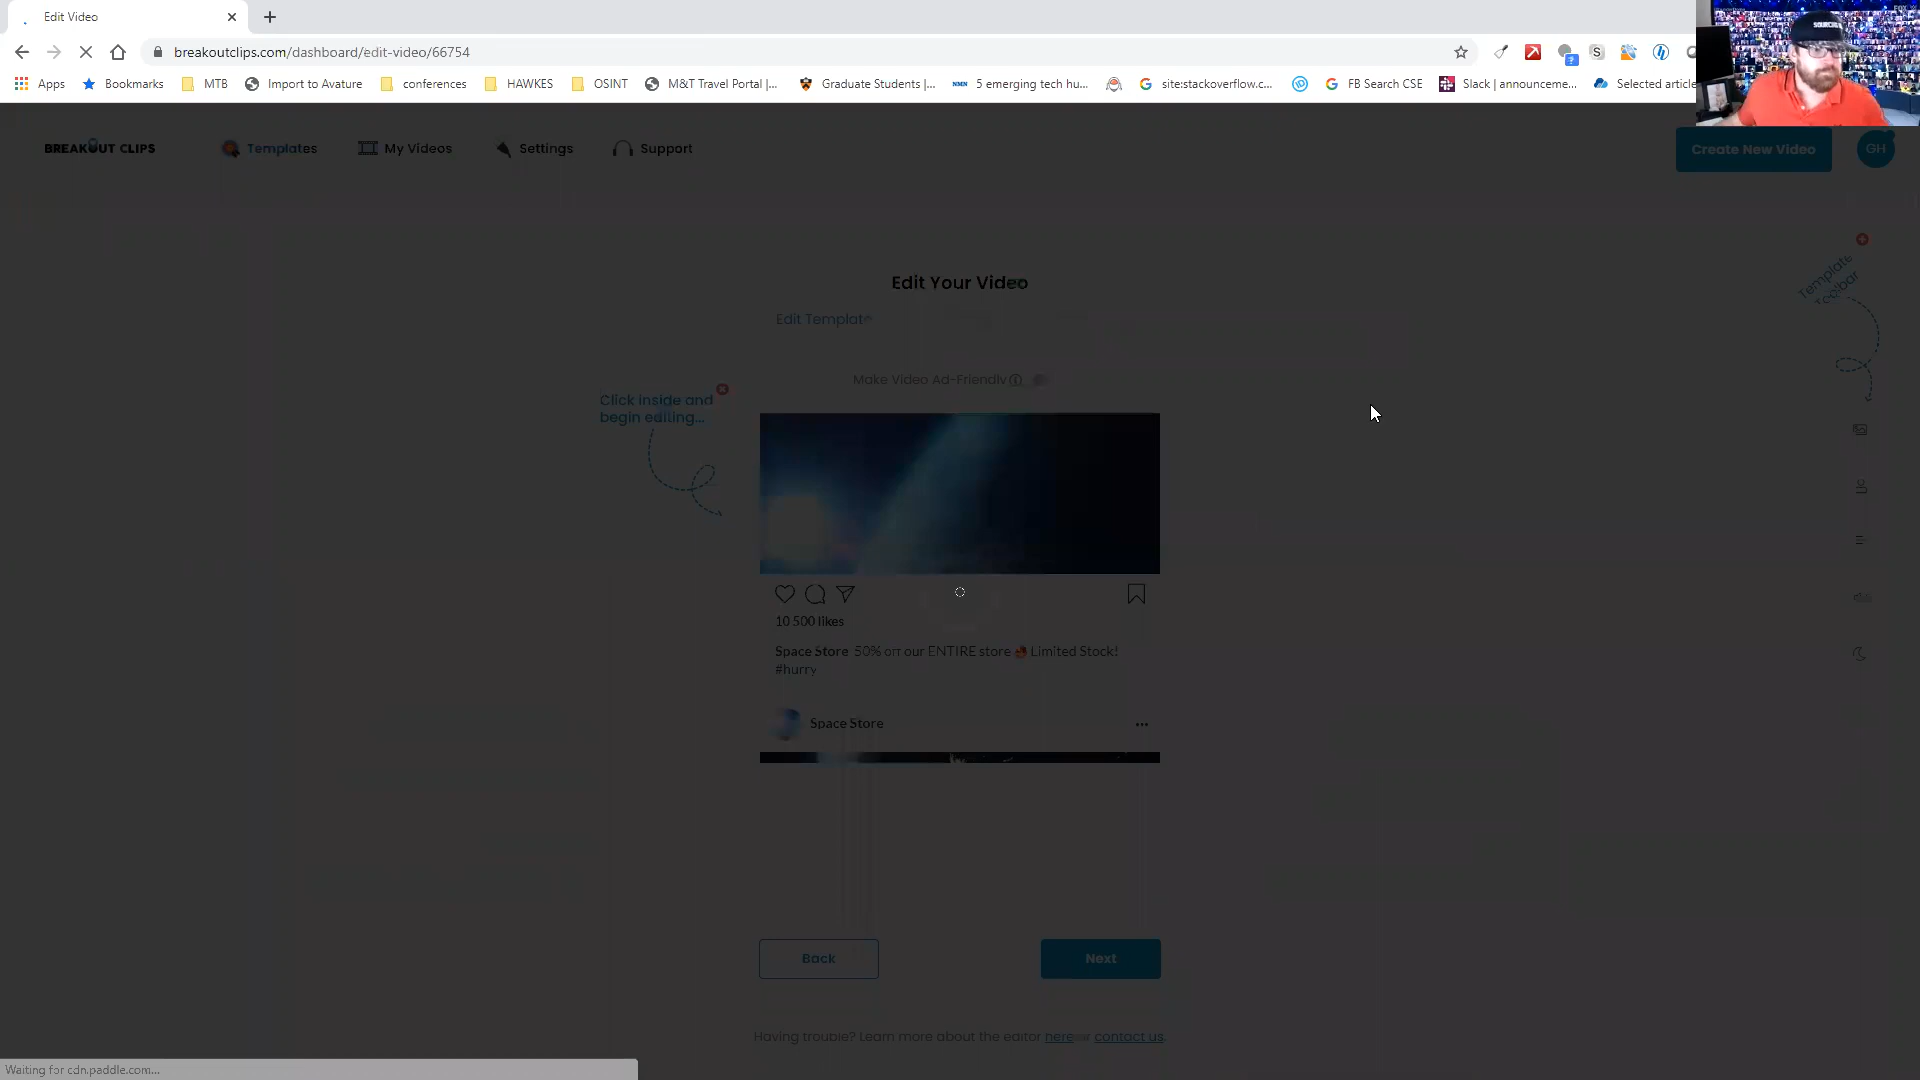 Edit Video
breakoutclips.com/dashboard/edit-video/66754
Apps Bookmarks MTB Import to Avature conferences HAWKES OSINT M&T Travel Portal |... Graduate Students |... NMN 5 emerging tech hu... site:stackoverflow.c... FB Search CSE Slack | announceme... Selected article
BREAKOUT CLIPS Templates My Videos Settings Support Create New Video GH
Edit Your Video
Edit Template
Template Toolbar
Make Video Ad-Friendly
Click inside and
begin editing...
10 500 likes
Space Store 50% off our ENTIRE store Limited Stock!
#hurry
Space Store
Back Next
Having trouble? Learn more about the editor here or contact us.
Waiting for cdn.paddle.com...